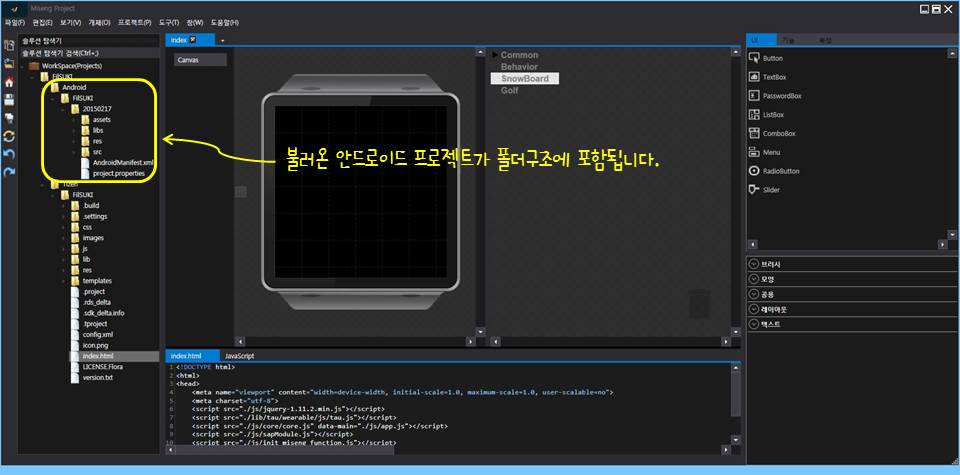 Miseng Project
파일(F) 편집(E) 보기(V) 개체(O) 프로젝트(P) 도구(T) 창(W) 도움말(H)
솔루션 탐색기
솔루션 탐색기 검색(Ctrl+;)
WorkSpace(Projects)
FilSUKI
Android
FilSUKI
20150217
assets
libs
res
src
AndroidManifest.xml
project.properties
Tizen
FilSUKI
.build
.settings
css
images
js
lib
res
templates
.project
.rds_delta
.sdk_delta.info
.tproject
config.xml
icon.png
index.html
LICENSE.Flora
version.txt
index
Canvas
Common
Behavior
SnowBoard
Golf
불러온 안드로이드 프로젝트가 폴더구조에 포함됩니다.
UI 기능 속성
Button
TextBox
PasswordBox
ListBox
ComboBox
Menu
RadioButton
Slider
브러시
모양
공용
레이아웃
텍스트
index.html JavaScript
1 <!DOCTYPE html>
2 <html>
3 <head>
4 <meta name="viewport" content="width=device-width, initial-scale=1.0, maximum-scale=1.0, user-scalable=no">
5 <meta charset="utf-8">
6 <script src="./js/jquery-1.11.2.min.js"></script>
7 <script src="./lib/tau/wearable/js/tau.js"></script>
8 <script src="./js/core/core.js" data-main="./js/app.js"></script>
9 <script src="./js/sapModule.js"></script>
10 <script src="./js/init_miseng_function.js"></script>